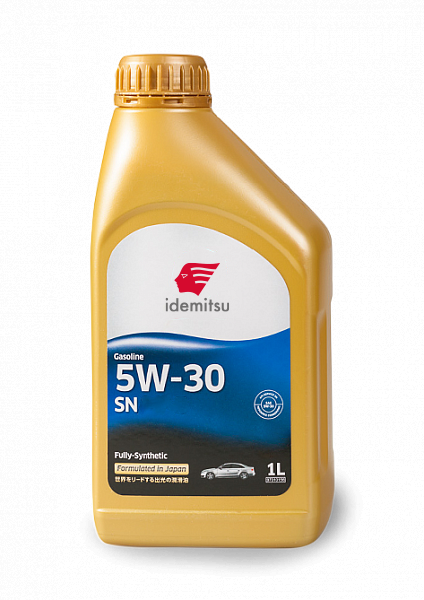 idemitsu
Gasoline
5W-30
SN
Fully-Synthetic
Formulated in Japan
世界をリードする出光の潤滑油
1L